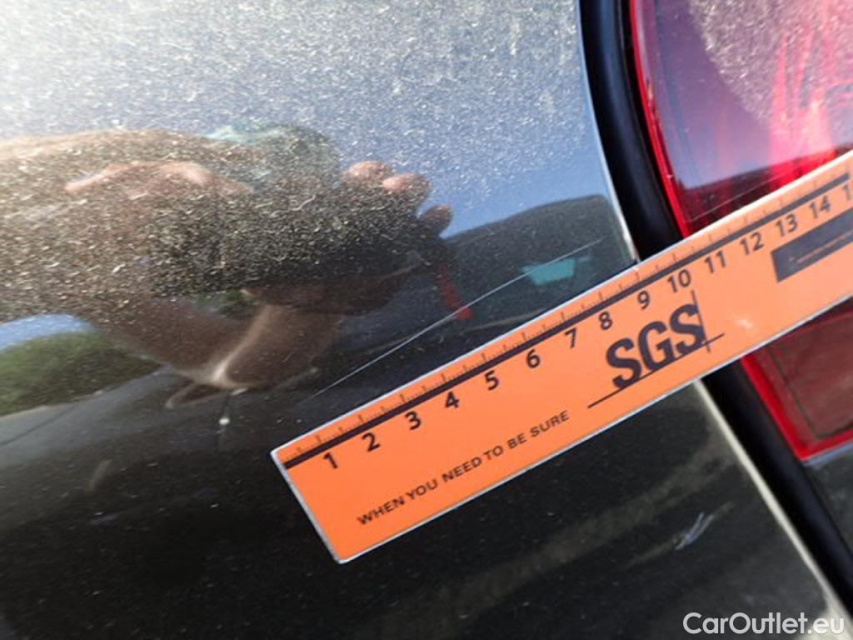 1 2 3 4 5 6 7 8 9 10 11 12 13 14
SGS
WHEN YOU NEED TO BE SURE
CarOutlet.eu